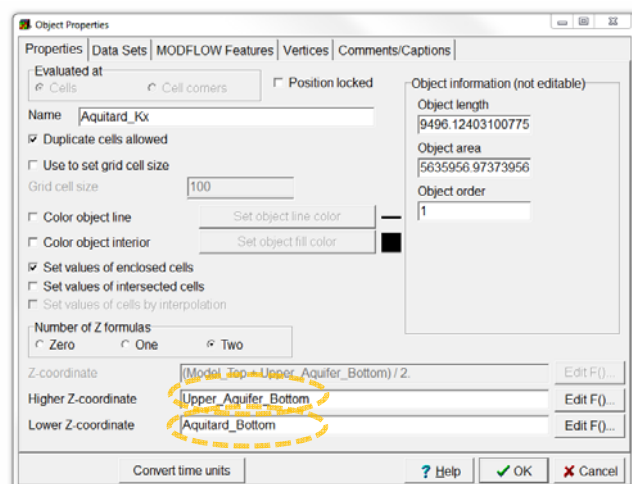 Object Properties
Properties Data Sets MODFLOW Features Vertices Comments/Captions
Evaluated at
Cells Cell corners
Position locked
Name Aquitard_Kx
Duplicate cells allowed
Use to set grid cell size
Grid cell size 100
Color object line Set object line color
Color object interior Set object fill color
Set values of enclosed cells
Set values of intersected cells
Set values of cells by interpolation
Number of Z formulas
Zero One Two
Z-coordinate (Model_Top + Upper_Aquifer_Bottom) / 2. Edit F()...
Higher Z-coordinate Upper_Aquifer_Bottom Edit F()...
Lower Z-coordinate Aquitard_Bottom Edit F()...
Object information (not editable)
Object length
9496.12403100775
Object area
5635956.97373956
Object order
1
Convert time units ? Help OK Cancel